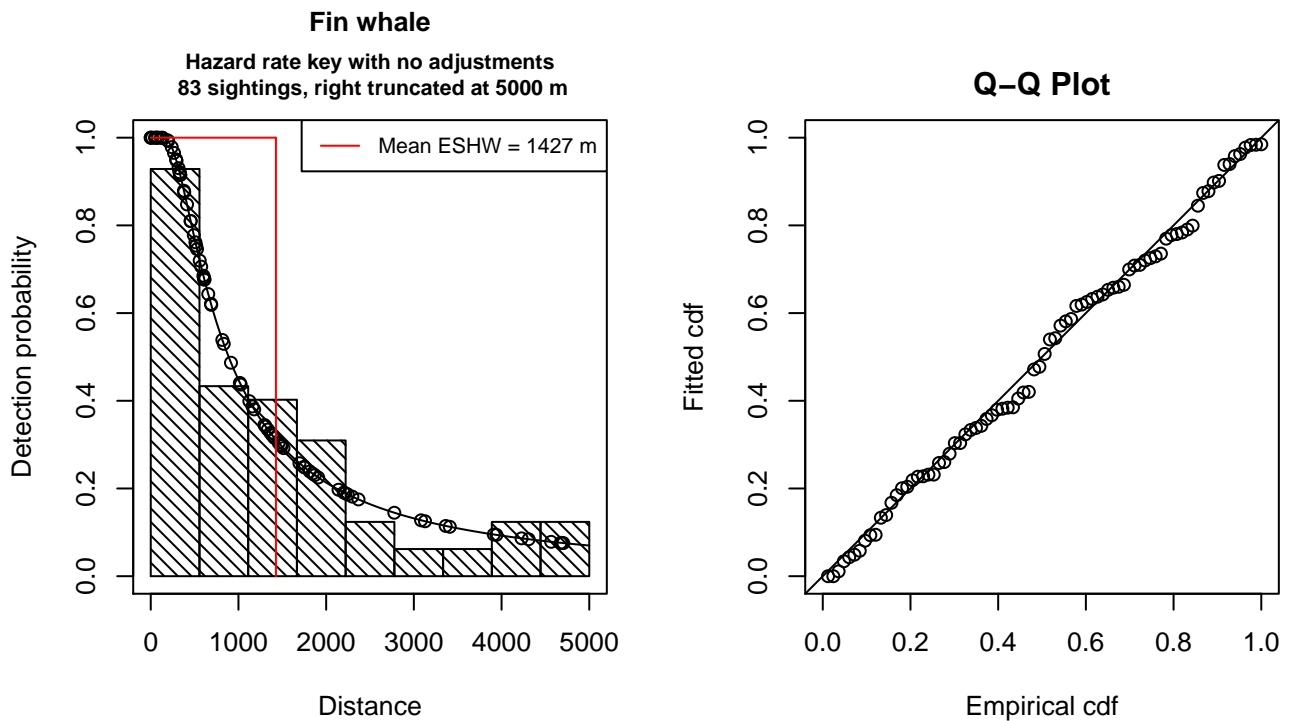 Fin whale
Hazard rate key with no adjustments
83 sightings, right truncated at 5000 m
Mean ESHW = 1427 m
Detection probability
0.0 0.2 0.4 0.6 0.8 1.0
0 1000 2000 3000 4000 5000
Distance
Q−Q Plot
Fitted cdf
0.0 0.2 0.4 0.6 0.8 1.0
0.0 0.2 0.4 0.6 0.8 1.0
Empirical cdf